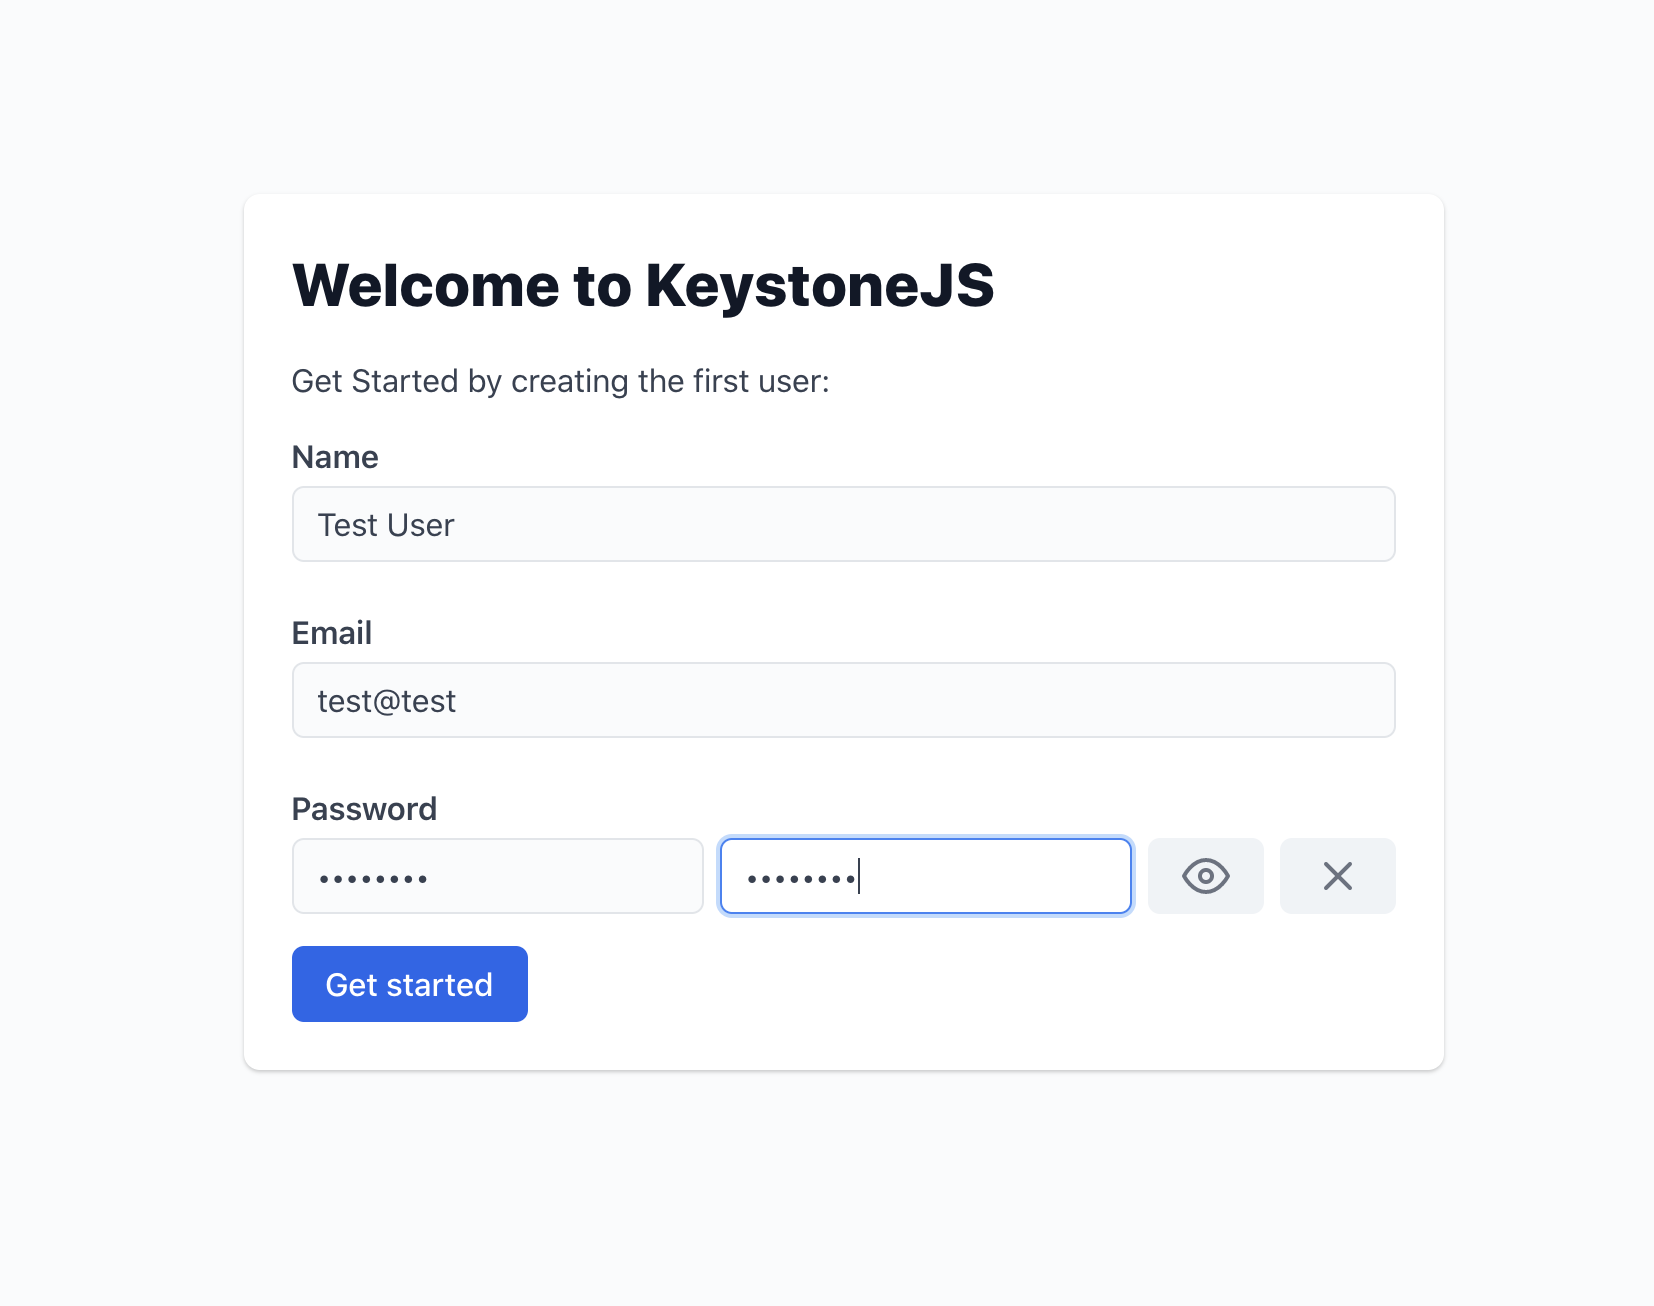 Welcome to KeystoneJS
Get Started by creating the first user:
Name
Test User
Email
test@test
Password
•••••••• ••••••••
Get started